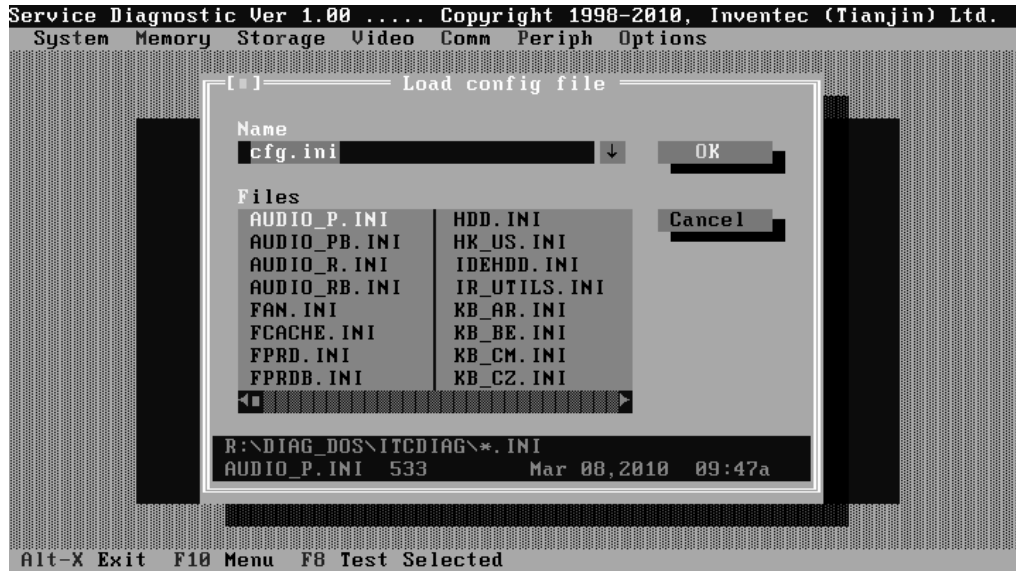 Service Diagnostic Ver 1.00 ..... Copyright 1998-2010, Inventec (Tianjin) Ltd.
System Memory Storage Video Comm Periph Options
[■] Load config file
Name
cfg.ini ↓ OK
Files
AUDIO_P.INI HDD.INI Cancel
AUDIO_PB.INI HK_US.INI
AUDIO_R.INI IDEHDD.INI
AUDIO_RB.INI IR_UTILS.INI
FAN.INI KB_AR.INI
FCACHE.INI KB_BE.INI
FPRD.INI KB_CM.INI
FPRDB.INI KB_CZ.INI
R:\DIAG_DOS\ITCDIAG\*.INI
AUDIO_P.INI 533 Mar 08,2010 09:47a
Alt-X Exit F10 Menu F8 Test Selected